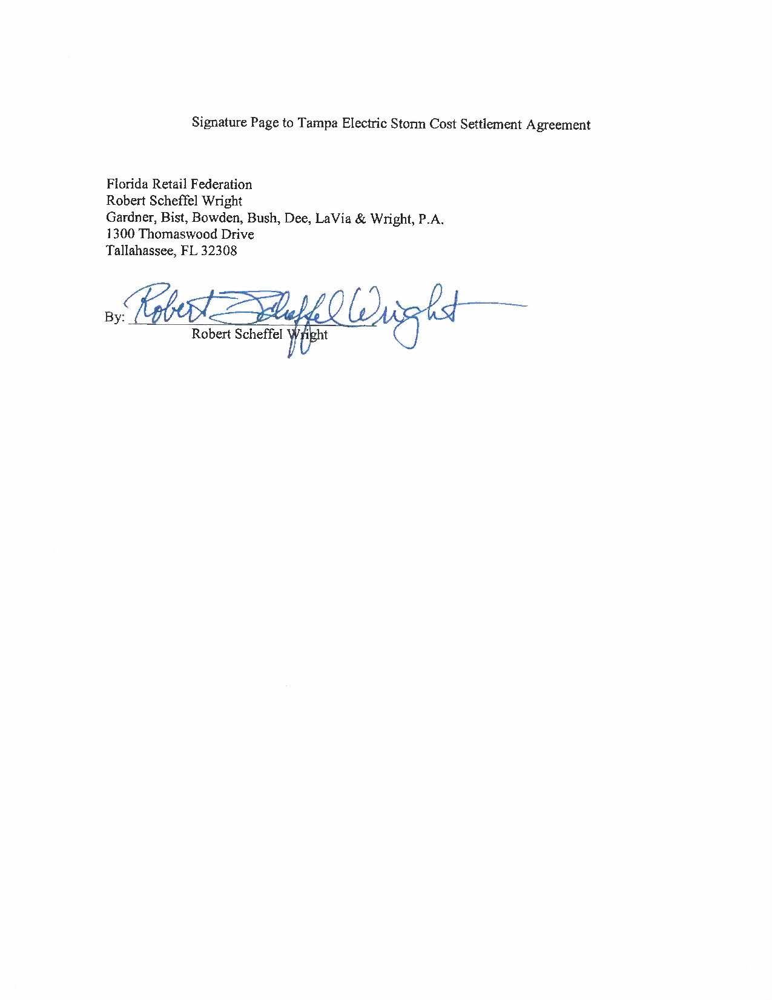 Signature Page to Tampa Electric Storm Cost Settlement Agreement
Florida Retail Federation
Robert Scheffel Wright
Gardner, Bist, Bowden, Bush, Dee, LaVia & Wright, P.A.
1300 Thomaswood Drive
Tallahassee, FL 32308
By: Robert Scheffel Wright
Robert Scheffel Wright